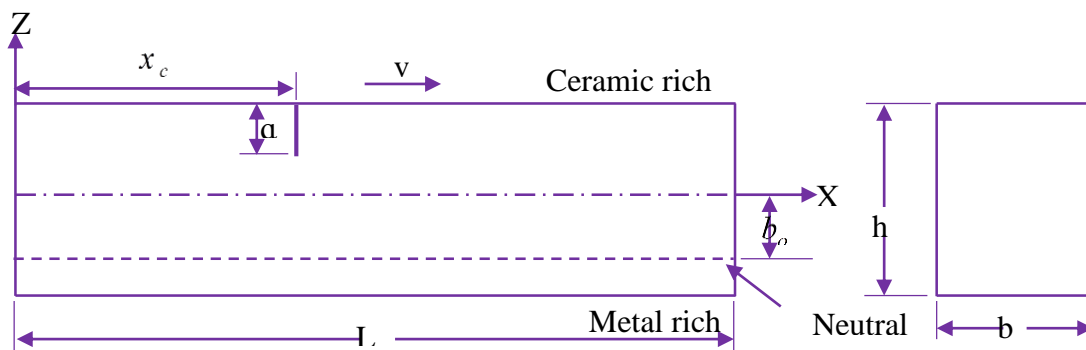 Z
x c
v
Ceramic rich
a
X
h
b o
Metal rich
Neutral
L
b